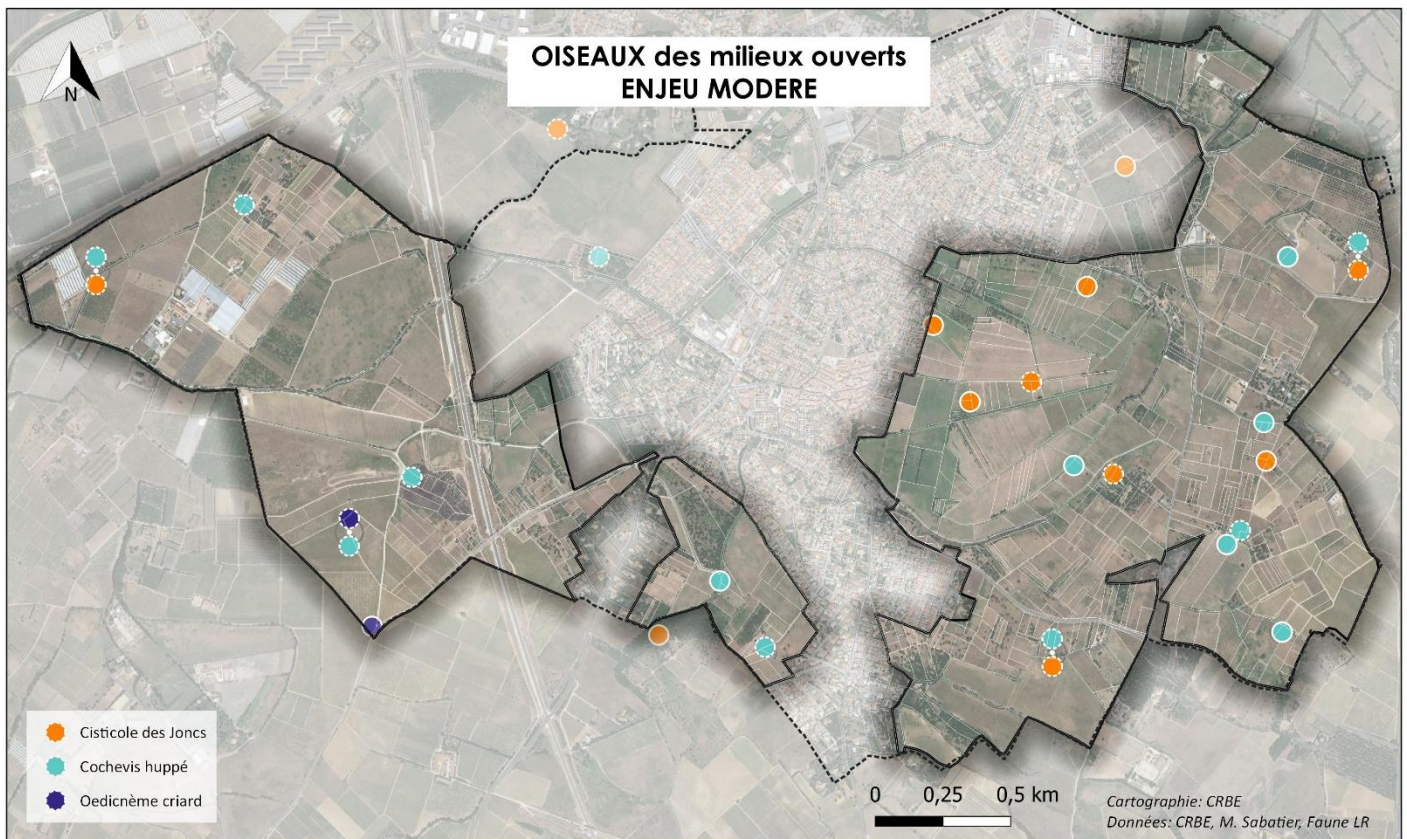 OISEAUX des milieux ouverts
ENJEU MODERE
N
Cisticole des Joncs
Cochevis huppé
Oedicnème criard
0 0,25 0,5 km
Cartographie: CRBE
Données: CRBE, M. Sabatier, Faune LR